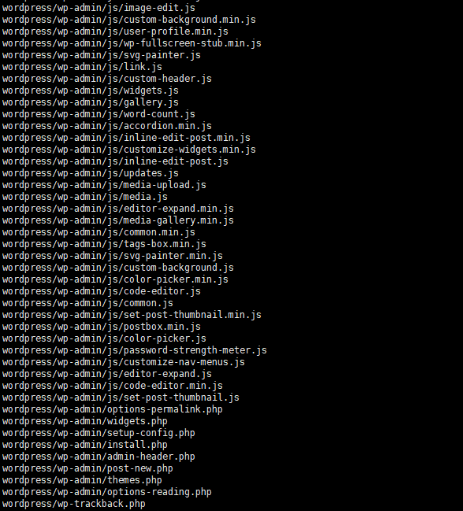 wordpress/wp-admin/js/image-edit.js
wordpress/wp-admin/js/custom-background.min.js
wordpress/wp-admin/js/user-profile.min.js
wordpress/wp-admin/js/wp-fullscreen-stub.min.js
wordpress/wp-admin/js/svg-painter.js
wordpress/wp-admin/js/link.js
wordpress/wp-admin/js/custom-header.js
wordpress/wp-admin/js/widgets.js
wordpress/wp-admin/js/gallery.js
wordpress/wp-admin/js/word-count.js
wordpress/wp-admin/js/accordion.min.js
wordpress/wp-admin/js/inline-edit-post.min.js
wordpress/wp-admin/js/customize-widgets.min.js
wordpress/wp-admin/js/inline-edit-post.js
wordpress/wp-admin/js/updates.js
wordpress/wp-admin/js/media-upload.js
wordpress/wp-admin/js/media.js
wordpress/wp-admin/js/editor-expand.min.js
wordpress/wp-admin/js/media-gallery.min.js
wordpress/wp-admin/js/common.min.js
wordpress/wp-admin/js/tags-box.min.js
wordpress/wp-admin/js/svg-painter.min.js
wordpress/wp-admin/js/custom-background.js
wordpress/wp-admin/js/color-picker.min.js
wordpress/wp-admin/js/code-editor.js
wordpress/wp-admin/js/common.js
wordpress/wp-admin/js/set-post-thumbnail.min.js
wordpress/wp-admin/js/postbox.min.js
wordpress/wp-admin/js/color-picker.js
wordpress/wp-admin/js/password-strength-meter.js
wordpress/wp-admin/js/customize-nav-menus.js
wordpress/wp-admin/js/editor-expand.js
wordpress/wp-admin/js/code-editor.min.js
wordpress/wp-admin/js/set-post-thumbnail.js
wordpress/wp-admin/options-permalink.php
wordpress/wp-admin/widgets.php
wordpress/wp-admin/setup-config.php
wordpress/wp-admin/install.php
wordpress/wp-admin/admin-header.php
wordpress/wp-admin/post-new.php
wordpress/wp-admin/themes.php
wordpress/wp-admin/options-reading.php
wordpress/wp-trackback.php